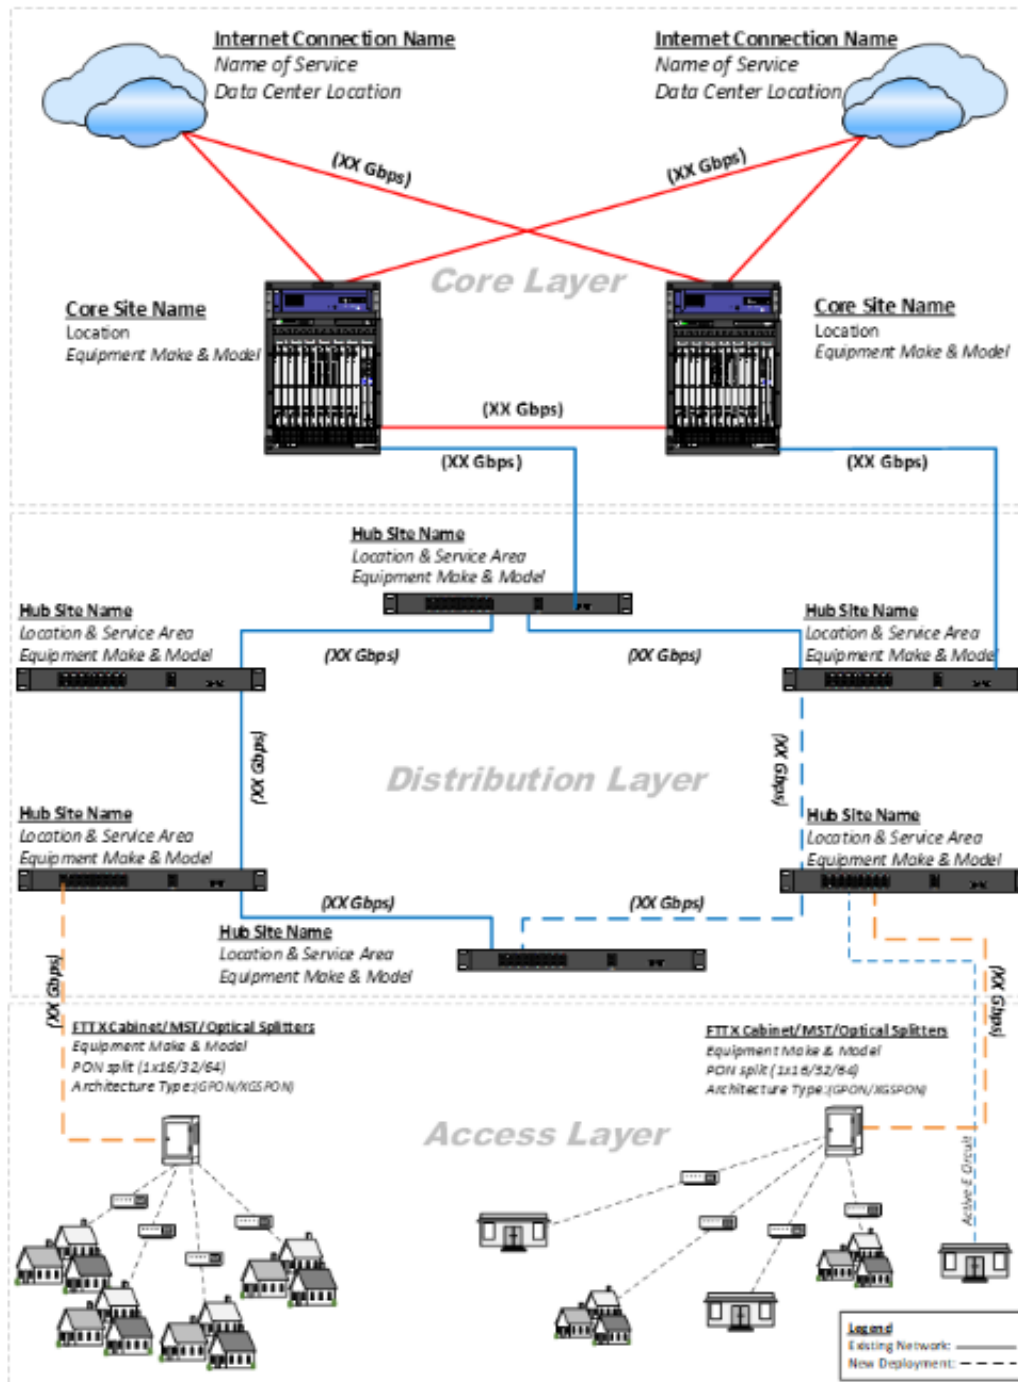 Internet Connection Name
Name of Service
Data Center Location
Internet Connection Name
Name of Service
Data Center Location
(XX Gbps)
(XX Gbps)
Core Layer
Core Site Name
Location
Equipment Make & Model
Core Site Name
Location
Equipment Make & Model
(XX Gbps)
(XX Gbps)
(XX Gbps)
Hub Site Name
Location & Service Area
Equipment Make & Model
Hub Site Name
Location & Service Area
Equipment Make & Model
Hub Site Name
Location & Service Area
Equipment Make & Model
(XX Gbps)
(XX Gbps)
(XX Gbps)
(XX Gbps)
Distribution Layer
Hub Site Name
Location & Service Area
Equipment Make & Model
Hub Site Name
Location & Service Area
Equipment Make & Model
(XX Gbps)
(XX Gbps)
Hub Site Name
Location & Service Area
Equipment Make & Model
(XX Gbps)
(XX Gbps)
FTTX Cabinet/MST/Optical Splitters
Equipment Make & Model
PON split (1x16/32/64)
Architecture Type:(GPON/XGSPON)
FTTX Cabinet/MST/Optical Splitters
Equipment Make & Model
PON split (1x16/32/64)
Architecture Type:(GPON/XGSPON)
Access Layer
Active E Circuit
Legend
Existing Network:
New Deployment: